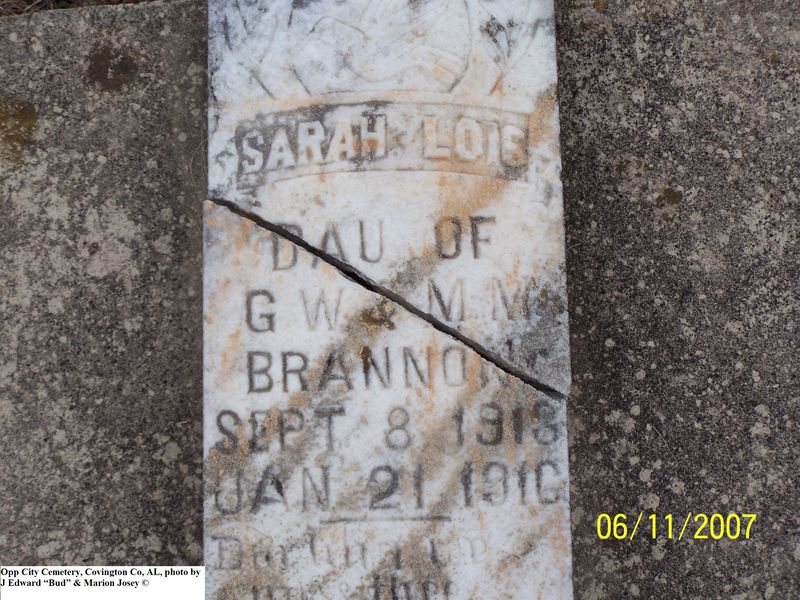 SARAH LOIS
DAU OF
G W & M M
BRANNON
SEPT 8 1915
JAN 21 1916
06/11/2007
Opp City Cemetery, Covington Co, AL, photo by
J Edward “Bud” & Marion Josey ©